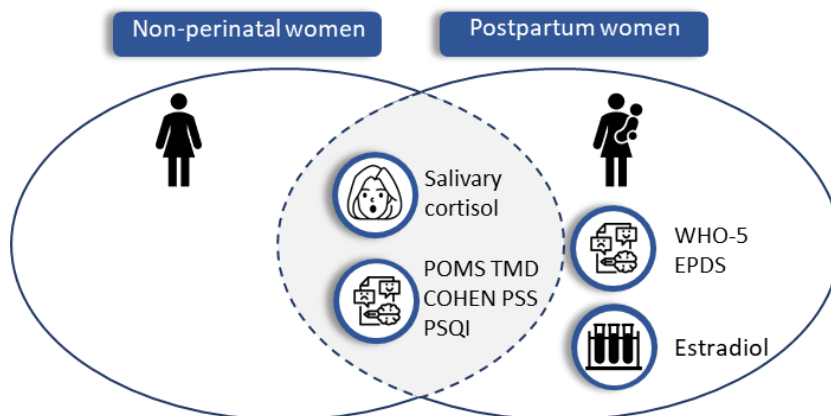 Non-perinatal women
Postpartum women
Salivary
cortisol
POMS TMD
COHEN PSS
PSQI
WHO-5
EPDS
Estradiol